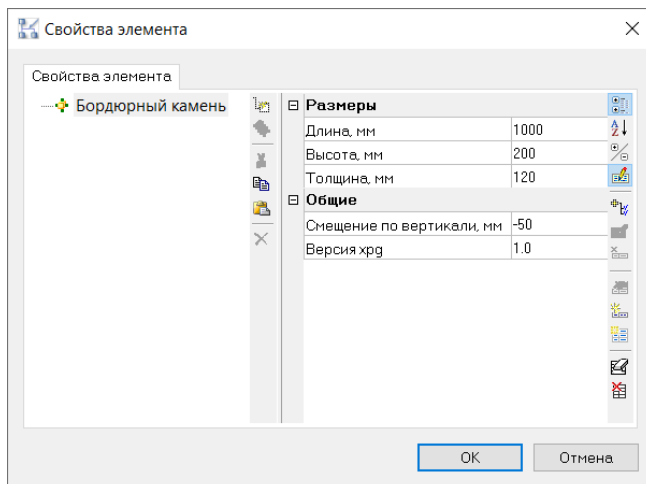 Свойства элемента
Свойства элемента
Бордюрный камень
Размеры
Длина, мм 1000
Высота, мм 200
Толщина, мм 120
Общие
Смещение по вертикали, мм -50
Версия xpg 1.0
OK Отмена